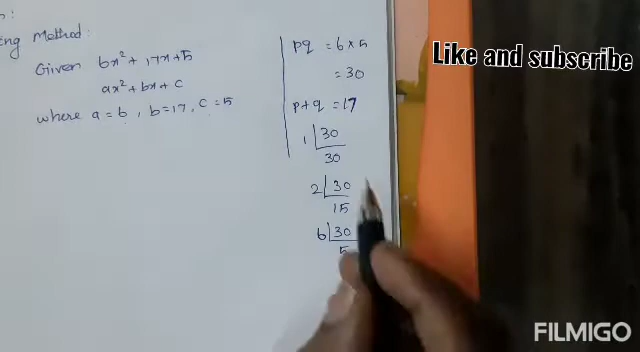 ing Method:
Given 6x² + 17x + 5
ax² + bx + c
where a = 6, b = 17, c = 5
pq = 6 × 5
= 30
p + q = 17
1 | 30
30
2 | 30
15
6 | 30
5
Like and subscribe
FILMIGO